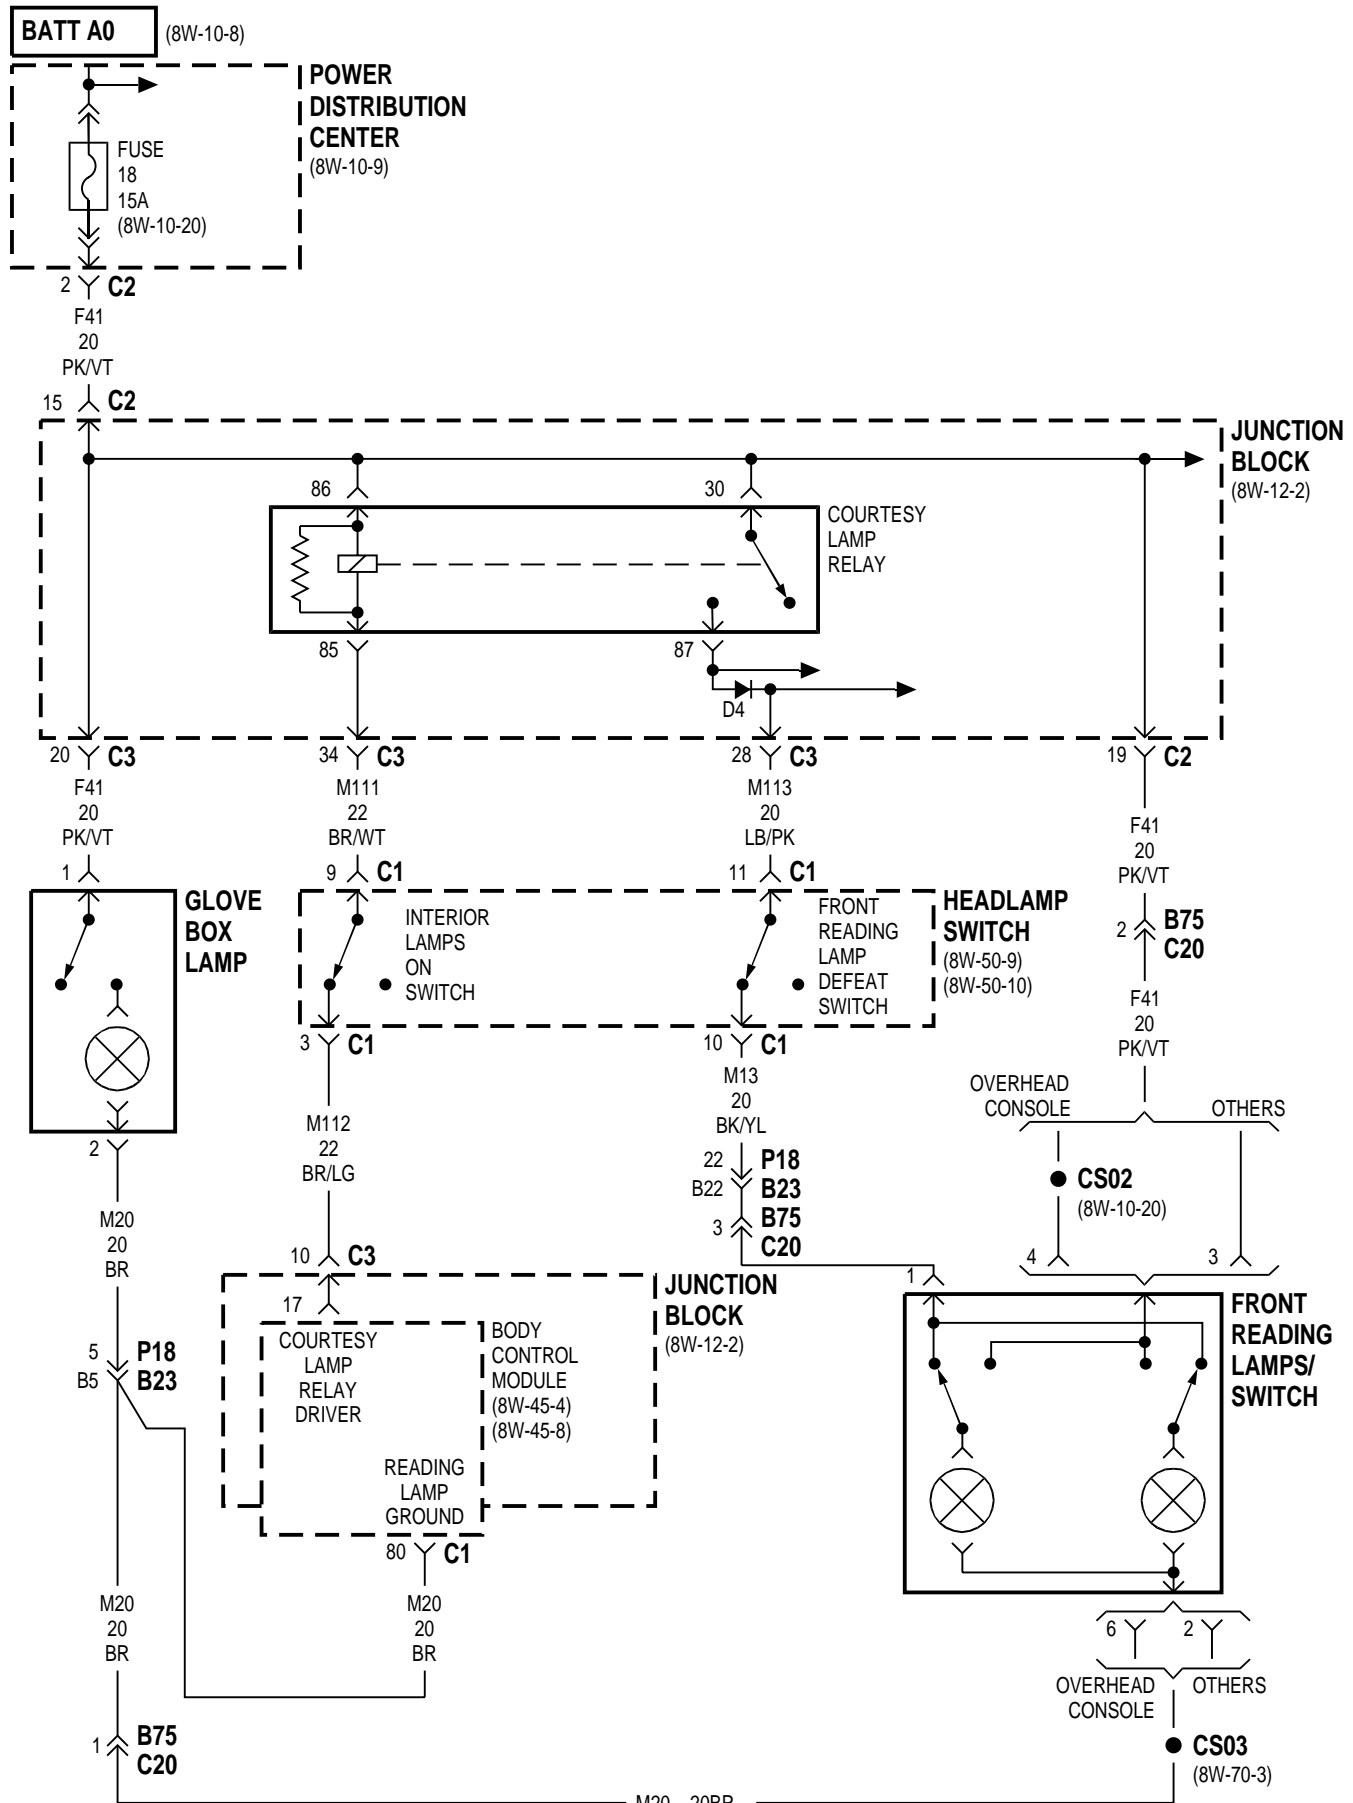 BATT A0 (8W-10-8)
POWER
DISTRIBUTION
CENTER
(8W-10-9)
FUSE
18
15A
(8W-10-20)
2 C2
F41
20
PK/VT
15 C2
JUNCTION
BLOCK
(8W-12-2)
86 30
COURTESY
LAMP
RELAY
85 87
D4
20 C3 34 C3 28 C3 19 C2
F41
20
PK/VT
M111
22
BR/WT
M113
20
LB/PK
F41
20
PK/VT
1 9 C1 11 C1
GLOVE
BOX
LAMP
INTERIOR
LAMPS
ON
SWITCH
FRONT
READING
LAMP
DEFEAT
SWITCH
HEADLAMP
SWITCH
(8W-50-9)
(8W-50-10)
2 B75
C20
F41
20
PK/VT
3 C1 10 C1
M13
20
BK/YL
OVERHEAD
CONSOLE
OTHERS
2
M112
22
BR/LG
22 P18
B22 B23
3 B75
C20
CS02
(8W-10-20)
M20
20
BR
10 C3
1 4 3
JUNCTION
BLOCK
(8W-12-2)
17
COURTESY
LAMP
RELAY
DRIVER
BODY
CONTROL
MODULE
(8W-45-4)
(8W-45-8)
FRONT
READING
LAMPS/
SWITCH
5 P18
B5 B23
READING
LAMP
GROUND
80 C1
M20
20
BR
M20
20
BR
6 2
OVERHEAD
CONSOLE
OTHERS
1 B75
C20
CS03
(8W-70-3)
M20 20BR